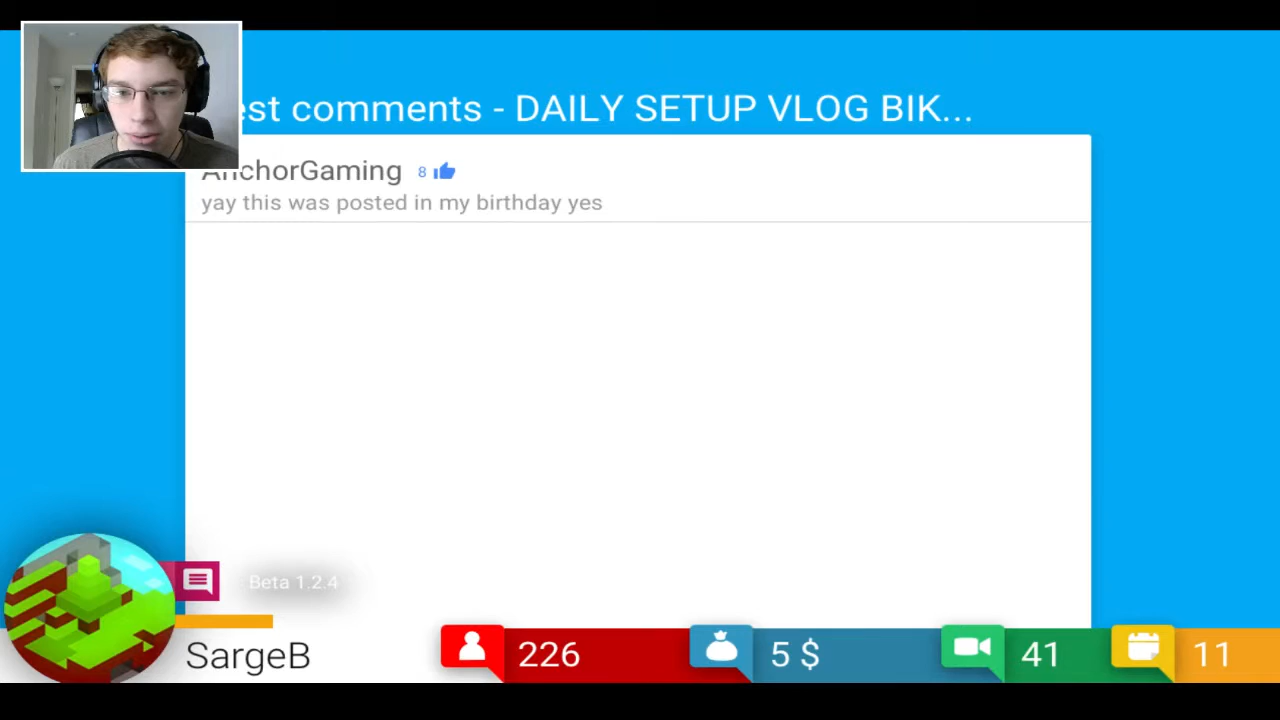 est comments - DAILY SETUP VLOG BIK...
AnchorGaming 8
yay this was posted in my birthday yes
Beta 1.2.4
SargeB
226
5 $
41
11